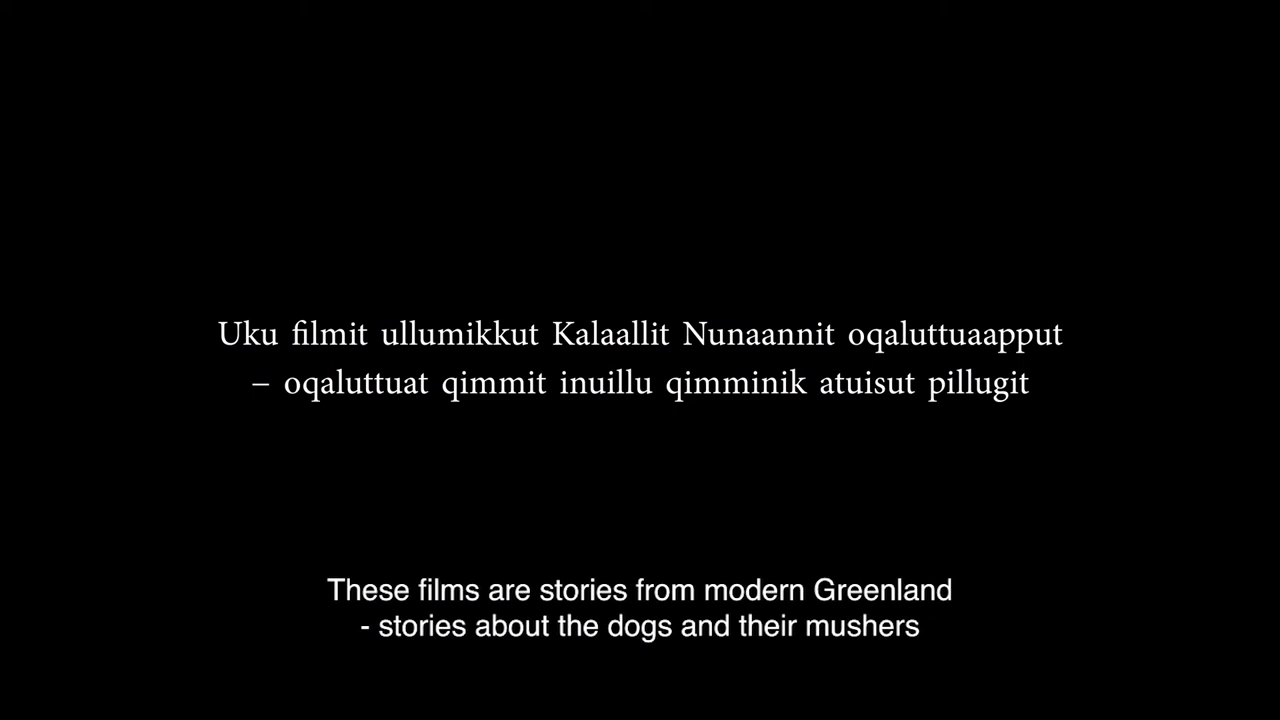 Uku filmit ullumikkut Kalaallit Nunaannit oqaluttuaapput
– oqaluttuat qimmit inuillu qimminik atuisut pillugit
These films are stories from modern Greenland
- stories about the dogs and their mushers